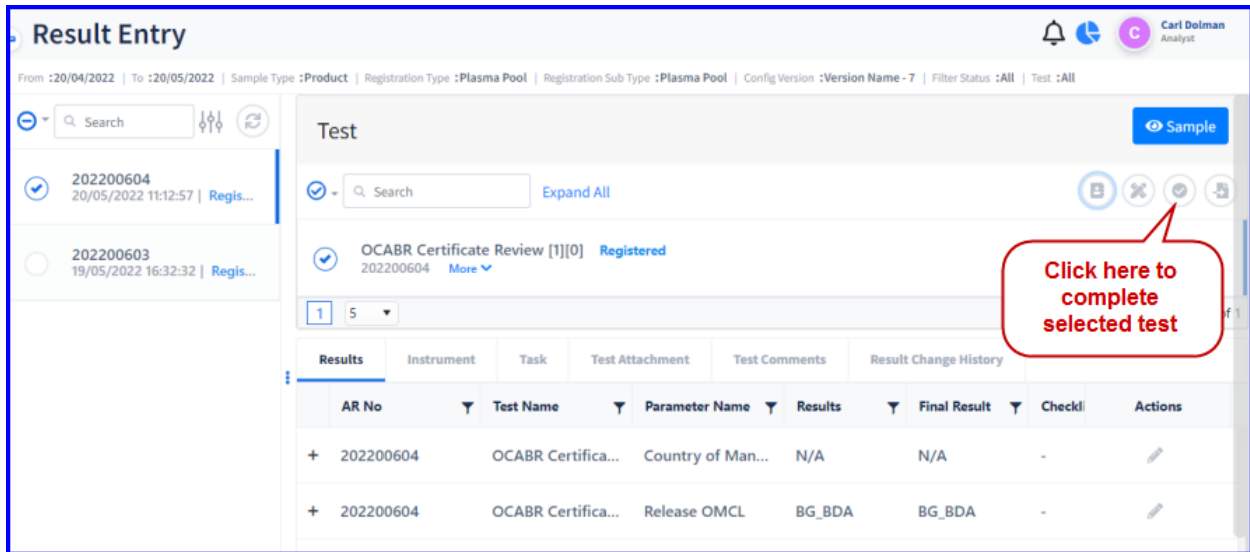 Result Entry
C
Carl Dolman
Analyst
From :20/04/2022 | To :20/05/2022 | Sample Type :Product | Registration Type :Plasma Pool | Registration Sub Type :Plasma Pool | Config Version :Version Name - 7 | Filter Status :All | Test :All
Search
202200604
20/05/2022 11:12:57 | Regis...
202200603
19/05/2022 16:32:32 | Regis...
Test
Sample
Search Expand All
OCABR Certificate Review [1][0] Registered
202200604 More
Click here to
complete
selected test
1 5 of 1
Results Instrument Task Test Attachment Test Comments Result Change History
AR No Test Name Parameter Name Results Final Result Checkli Actions
+ 202200604 OCABR Certifica... Country of Man... N/A N/A -
+ 202200604 OCABR Certifica... Release OMCL BG_BDA BG_BDA -